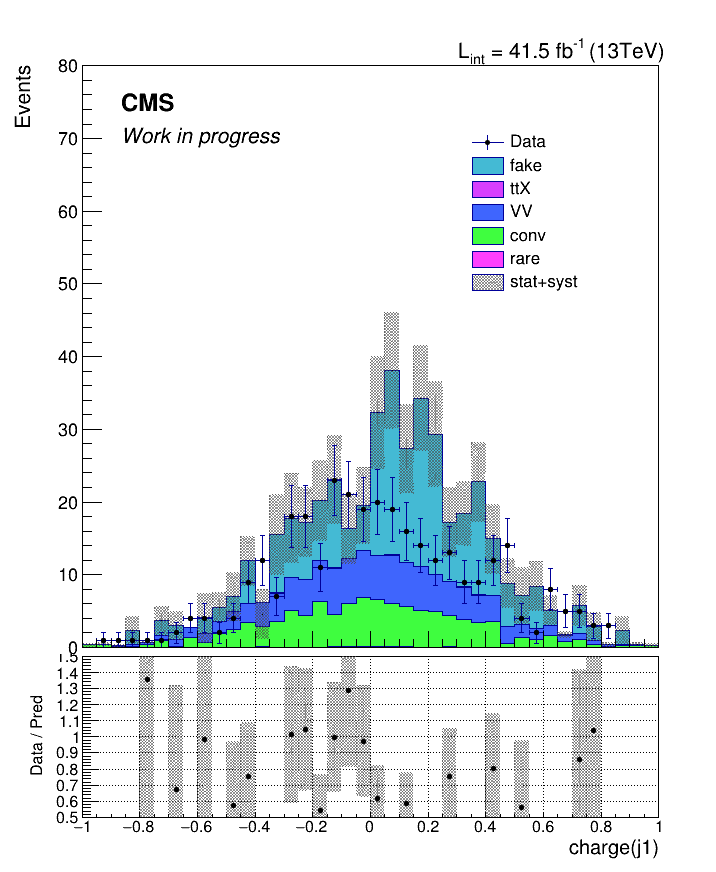 L_int = 41.5 fb^-1 (13TeV)
Events
80
70
60
50
40
30
20
10
0
CMS
Work in progress
Data
fake
ttX
VV
conv
rare
stat+syst
Data / Pred
1.5
1.4
1.3
1.2
1.1
1
0.9
0.8
0.7
0.6
0.5
−1 −0.8 −0.6 −0.4 −0.2 0 0.2 0.4 0.6 0.8 1
charge(j1)